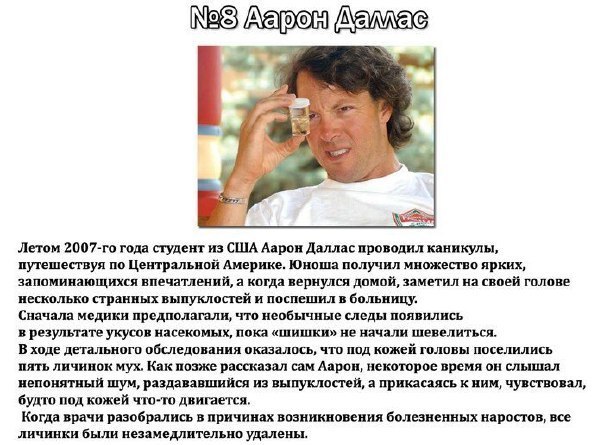 №8 Аарон Даллас
Летом 2007-го года студент из США Аарон Даллас проводил каникулы,
путешествуя по Центральной Америке. Юноша получил множество ярких,
запоминающихся впечатлений, а когда вернулся домой, заметил на своей голове
несколько странных выпуклостей и поспешил в больницу.
Сначала медики предполагали, что необычные следы появились
в результате укусов насекомых, пока «шишки» не начали шевелиться.
В ходе детального обследования оказалось, что под кожей головы поселились
пять личинок мух. Как позже рассказал сам Аарон, некоторое время он слышал
непонятный шум, раздававшийся из выпуклостей, а прикасаясь к ним, чувствовал,
будто под кожей что-то двигается.
Когда врачи разобрались в причинах возникновения болезненных наростов, все
личинки были незамедлительно удалены.